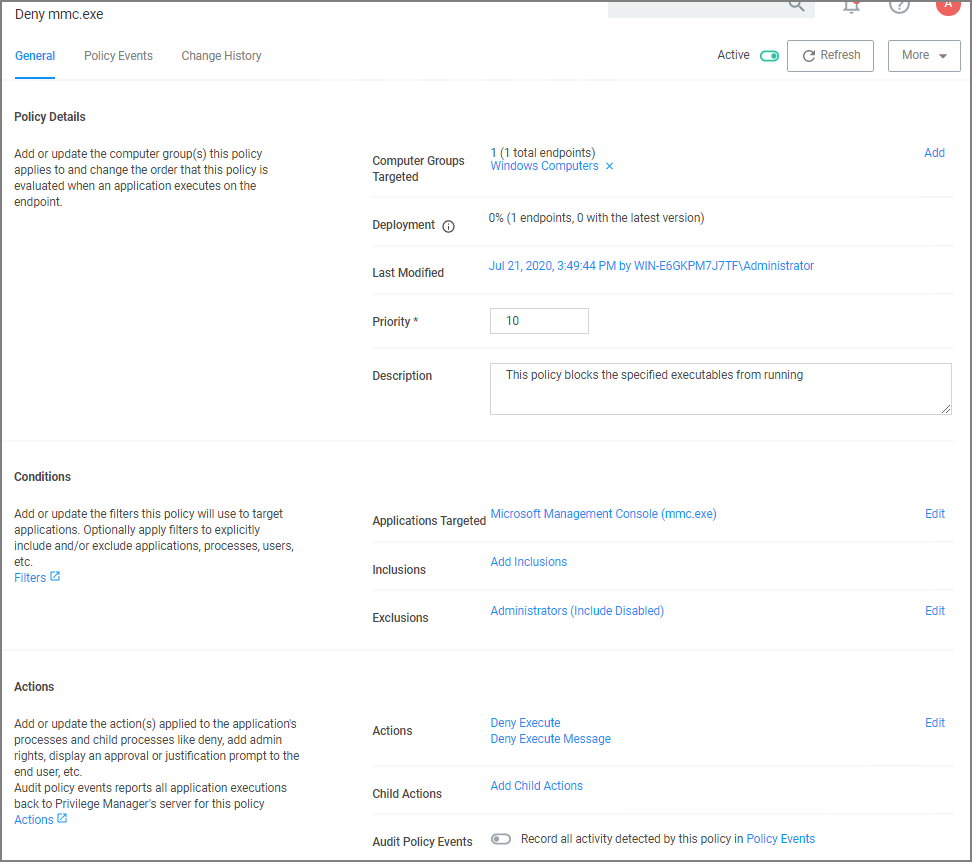 Deny mmc.exe
A
General Policy Events Change History Active Refresh More
Policy Details
Add or update the computer group(s) this policy
applies to and change the order that this policy is
evaluated when an application executes on the
endpoint.
Computer Groups
Targeted
1 (1 total endpoints)
Windows Computers ×
Add
Deployment
0% (1 endpoints, 0 with the latest version)
Last Modified
Jul 21, 2020, 3:49:44 PM by WIN-E6GKPM7J7TF\Administrator
Priority *
10
Description
This policy blocks the specified executables from running
Conditions
Add or update the filters this policy will use to target
applications. Optionally apply filters to explicitly
include and/or exclude applications, processes, users,
etc.
Filters
Applications Targeted
Microsoft Management Console (mmc.exe)
Edit
Inclusions
Add Inclusions
Exclusions
Administrators (Include Disabled)
Edit
Actions
Add or update the action(s) applied to the application's
processes and child processes like deny, add admin
rights, display an approval or justification prompt to the
end user, etc.
Audit policy events reports all application executions
back to Privilege Manager's server for this policy
Actions
Actions
Deny Execute
Deny Execute Message
Edit
Child Actions
Add Child Actions
Audit Policy Events
Record all activity detected by this policy in Policy Events